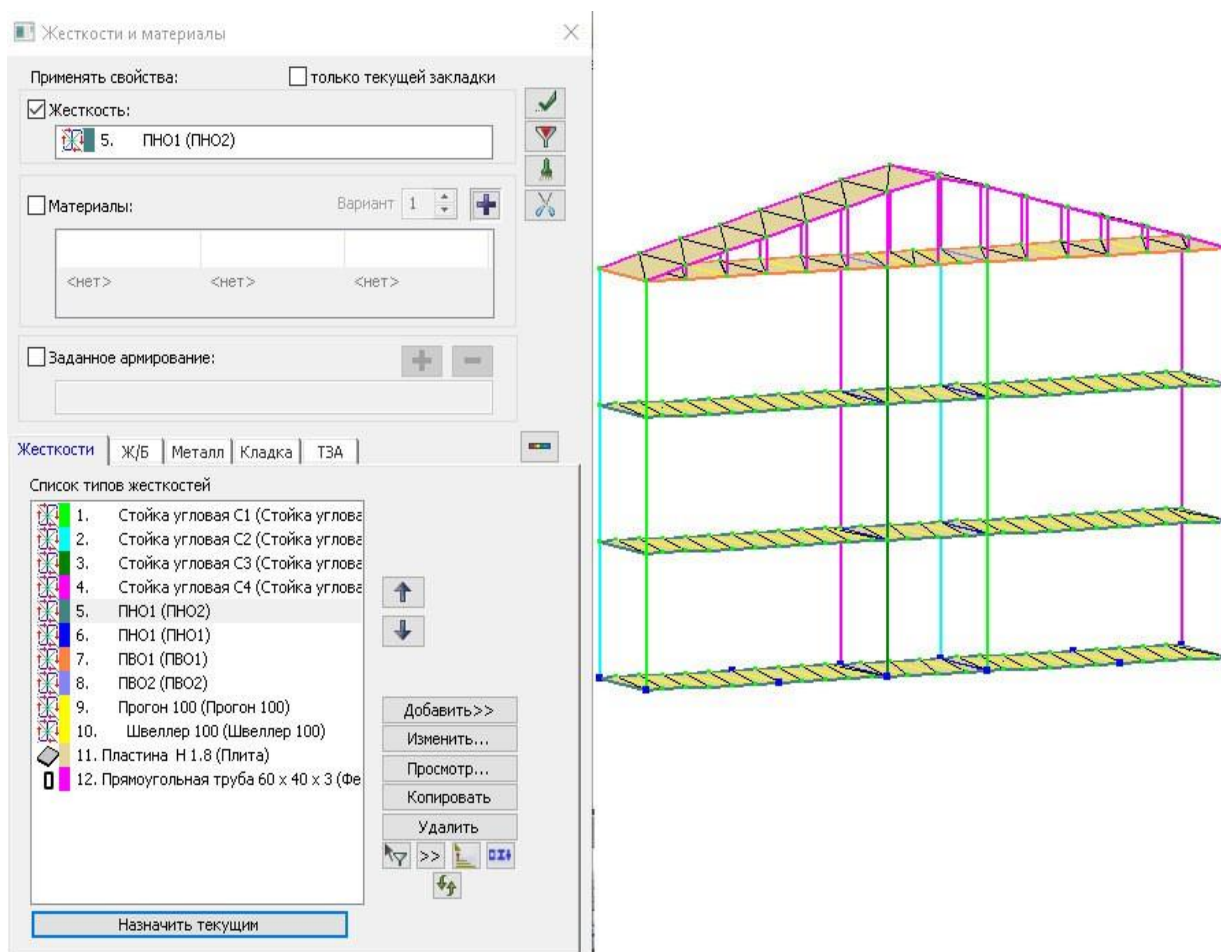 Жесткости и материалы
Применять свойства:
только текущей закладки
Жесткость:
5. ПНО1 (ПНО2)
Материалы:
Вариант 1
<нет> <нет> <нет>
Заданное армирование:
Жесткости Ж/Б Металл Кладка ТЗА
Список типов жесткостей
1. Стойка угловая С1 (Стойка углова
2. Стойка угловая С2 (Стойка углова
3. Стойка угловая С3 (Стойка углова
4. Стойка угловая С4 (Стойка углова
5. ПНО1 (ПНО2)
6. ПНО1 (ПНО1)
7. ПВО1 (ПВО1)
8. ПВО2 (ПВО2)
9. Прогон 100 (Прогон 100)
10. Швеллер 100 (Швеллер 100)
11. Пластина Н 1.8 (Плита)
12. Прямоугольная труба 60 x 40 x 3 (Фе
Добавить>>
Изменить...
Просмотр...
Копировать
Удалить
>>
Назначить текущим